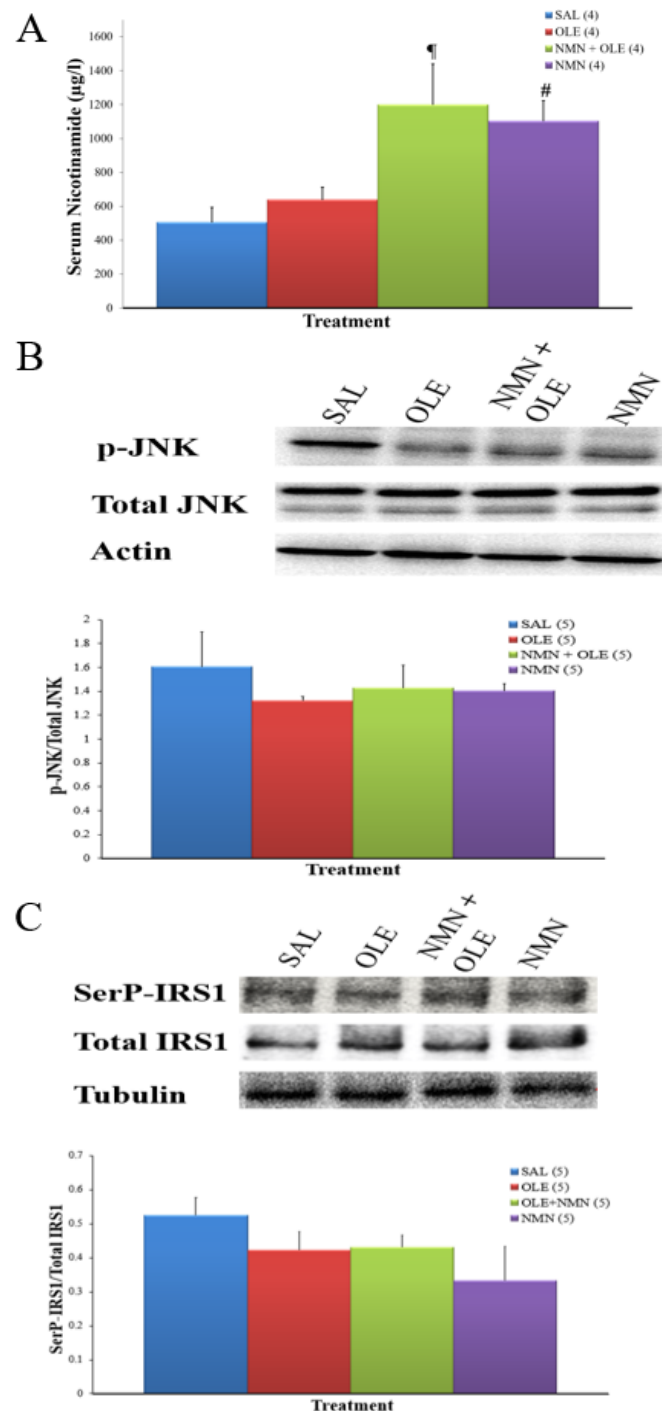 A
SAL (4)
OLE (4)
NMN + OLE (4)
NMN (4)
1600
1400
1200
1000
800
600
400
200
0
Serum Nicotinamide (µg/l)
¶
#
Treatment
B
SAL
OLE
NMN +
OLE
NMN
p-JNK
Total JNK
Actin
2
1.8
1.6
1.4
1.2
1
0.8
0.6
0.4
0.2
0
p-JNK/Total JNK
SAL (5)
OLE (5)
NMN + OLE (5)
NMN (5)
Treatment
C
SAL
OLE
NMN +
OLE
NMN
SerP-IRS1
Total IRS1
Tubulin
0.7
0.6
0.5
0.4
0.3
0.2
0.1
0
SerP-IRS1/Total IRS1
SAL (5)
OLE (5)
OLE+NMN (5)
NMN (5)
Treatment